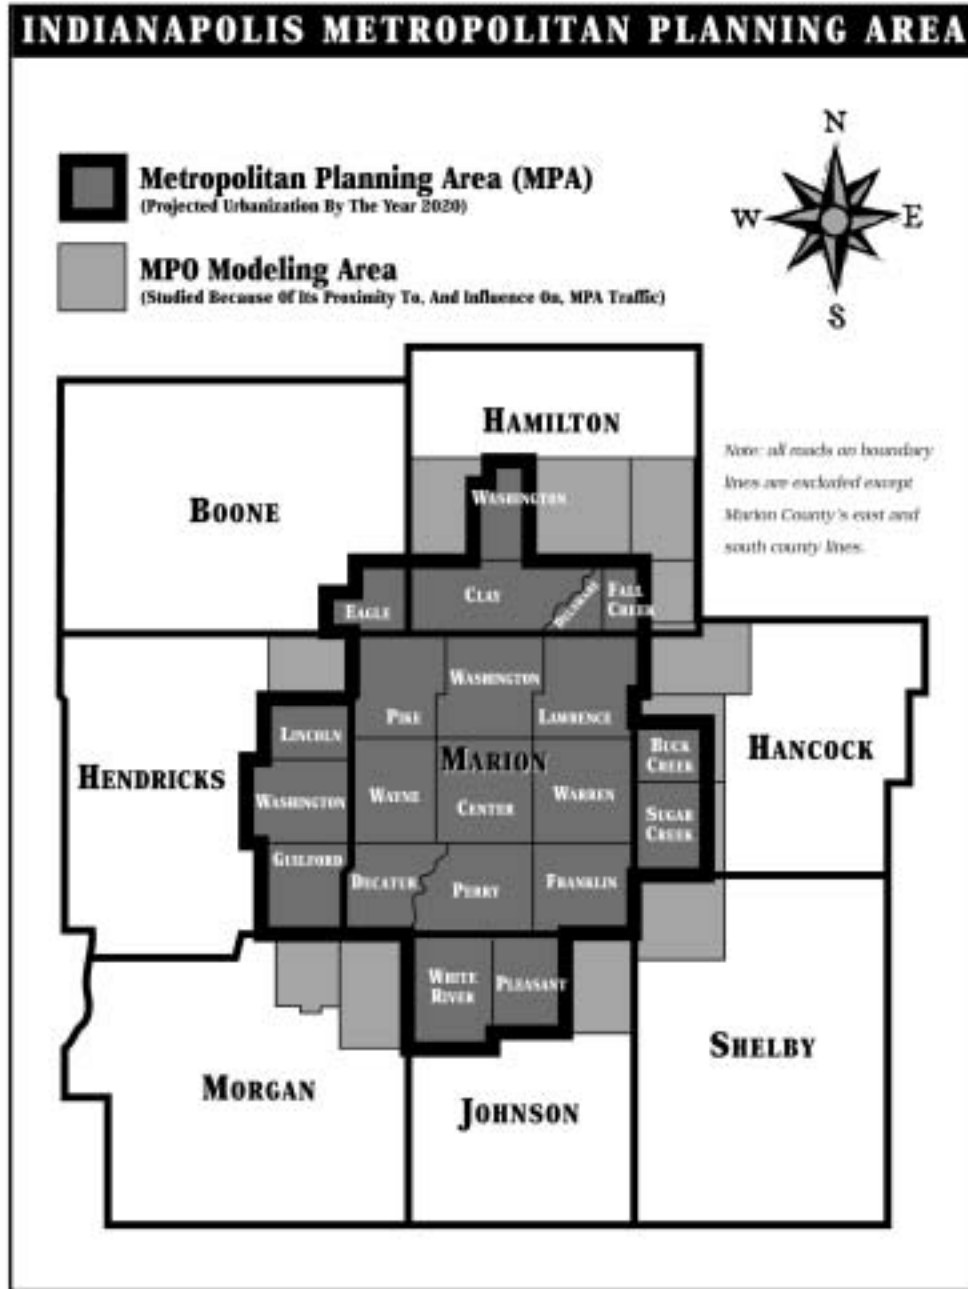 INDIANAPOLIS METROPOLITAN PLANNING AREA
N
W
E
S
Metropolitan Planning Area (MPA)
(Projected Urbanization By The Year 2020)
MPO Modeling Area
(Studied Because Of Its Proximity To, And Influence On, MPA Traffic)
HAMILTON
Note: all roads on boundary
lines are excluded except
Marion County's east and
south county lines.
BOONE
WASHINGTON
CLAY
DELAWARE
FALL
CREEK
EAGLE
WASHINGTON
PIKE
LAWRENCE
LINCOLN
MARION
BUCK
CREEK
HANCOCK
HENDRICKS
WASHINGTON
WAYNE
CENTER
WARREN
SUGAR
CREEK
GUILFORD
DECATUR
PERRY
FRANKLIN
WHITE
RIVER
PLEASANT
SHELBY
MORGAN
JOHNSON